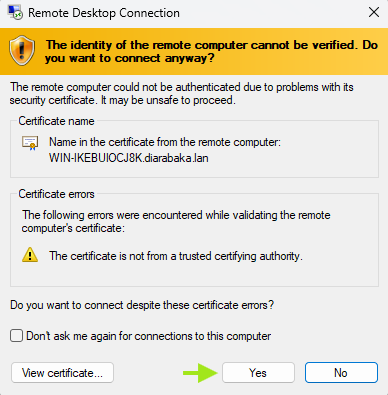 Remote Desktop Connection
The identity of the remote computer cannot be verified. Do
you want to connect anyway?
The remote computer could not be authenticated due to problems with its
security certificate. It may be unsafe to proceed.
Certificate name
Name in the certificate from the remote computer:
WIN-IKEBUIOCJ8K.diarabaka.lan
Certificate errors
The following errors were encountered while validating the remote
computer's certificate:
The certificate is not from a trusted certifying authority.
Do you want to connect despite these certificate errors?
Don't ask me again for connections to this computer
View certificate...
Yes
No